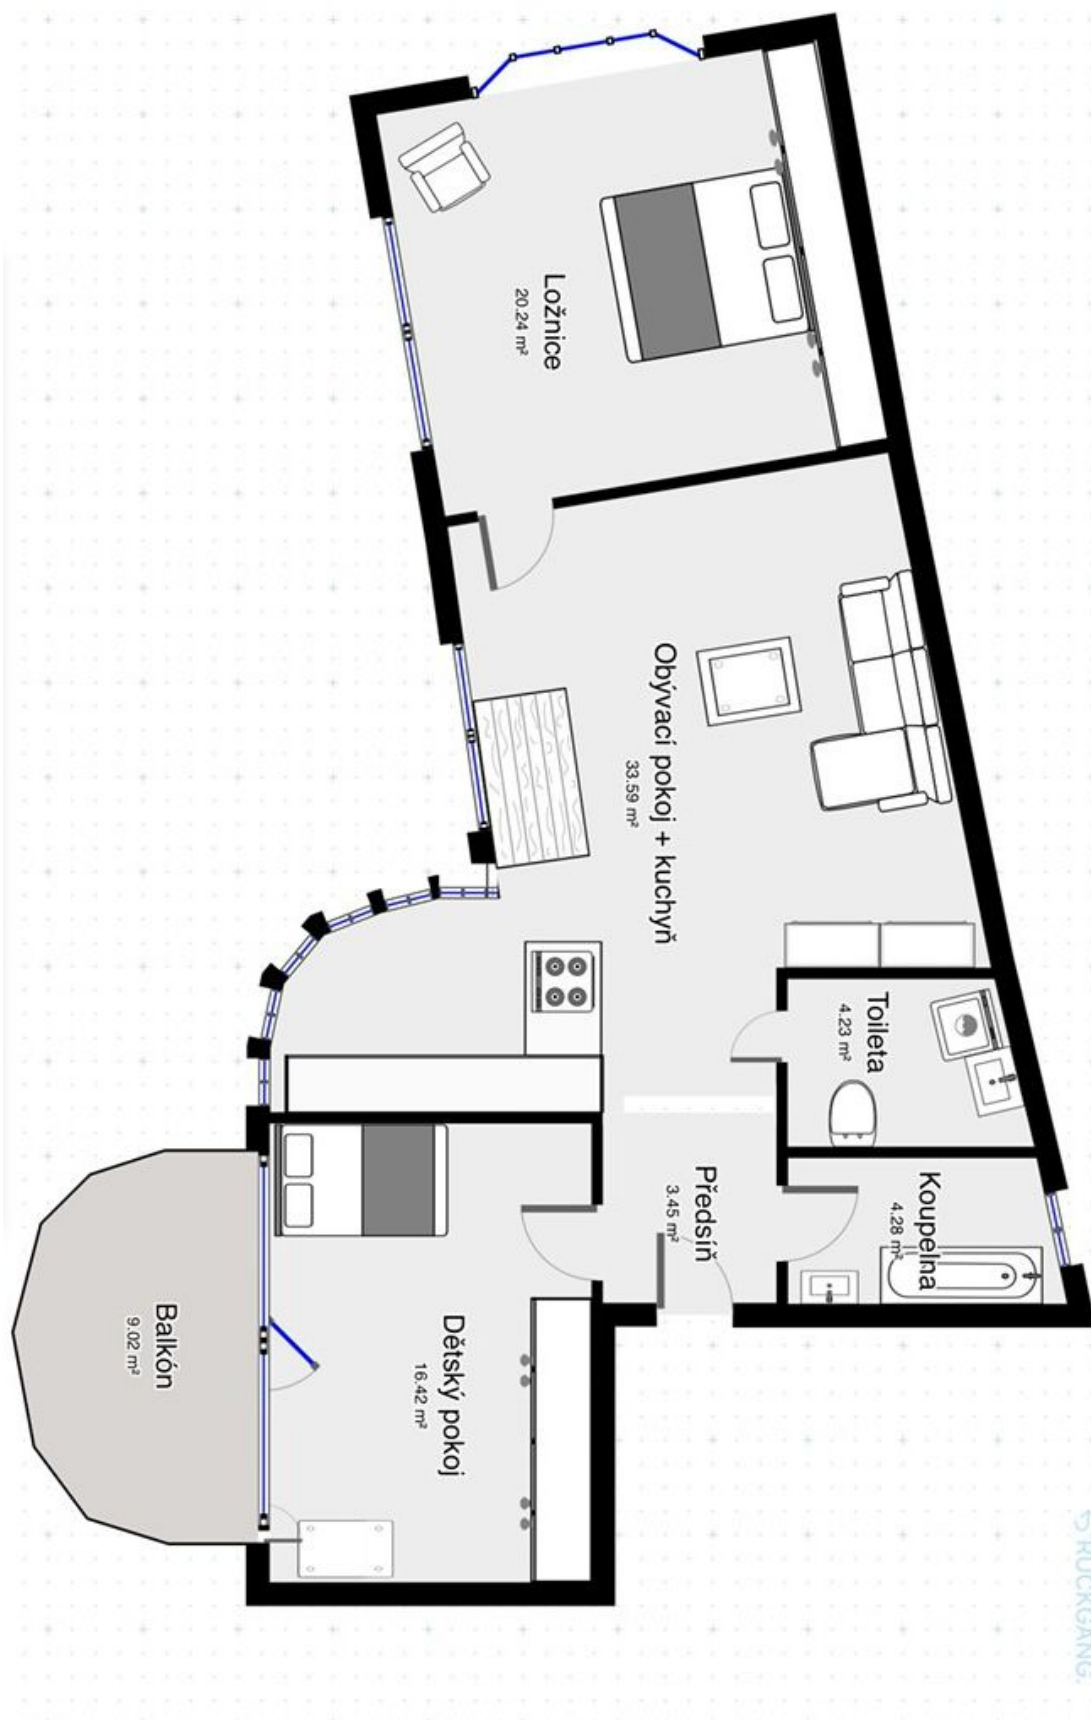 Ložnice
20.24 m²
Obývací pokoj + kuchyň
33.59 m²
Toileta
4.23 m²
Koupelna
4.28 m²
Předsíň
3.45 m²
Dětský pokoj
16.42 m²
Balkón
9.02 m²
RÜCKGÄNG.